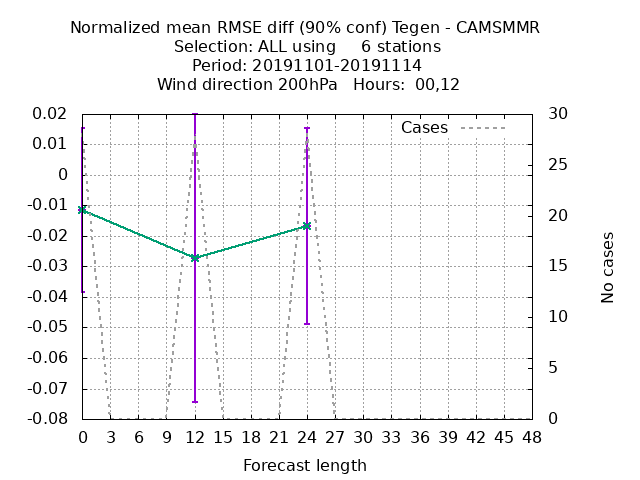 Normalized mean RMSE diff (90% conf) Tegen - CAMSMMR
Selection: ALL using     6 stations
Period: 20191101-20191114
Wind direction 200hPa   Hours:  00,12
Cases
0.02
0.01
0
-0.01
-0.02
-0.03
-0.04
-0.05
-0.06
-0.07
-0.08
30
25
20
15
10
5
0
No cases
0 3 6 9 12 15 18 21 24 27 30 33 36 39 42 45 48
Forecast length